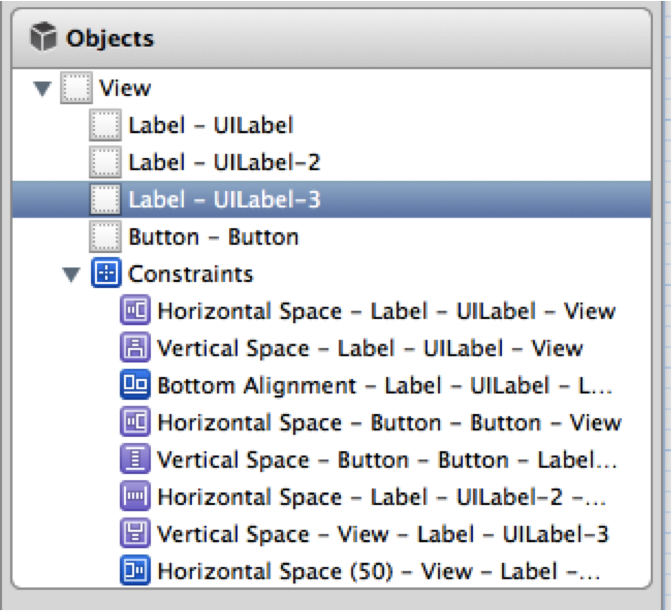 Objects
View
Label – UILabel
Label – UILabel-2
Label – UILabel-3
Button – Button
Constraints
Horizontal Space – Label – UILabel – View
Vertical Space – Label – UILabel – View
Bottom Alignment – Label – UILabel – L...
Horizontal Space – Button – Button – View
Vertical Space – Button – Button – Label...
Horizontal Space – Label – UILabel-2 –...
Vertical Space – View – Label – UILabel-3
Horizontal Space (50) – View – Label –...